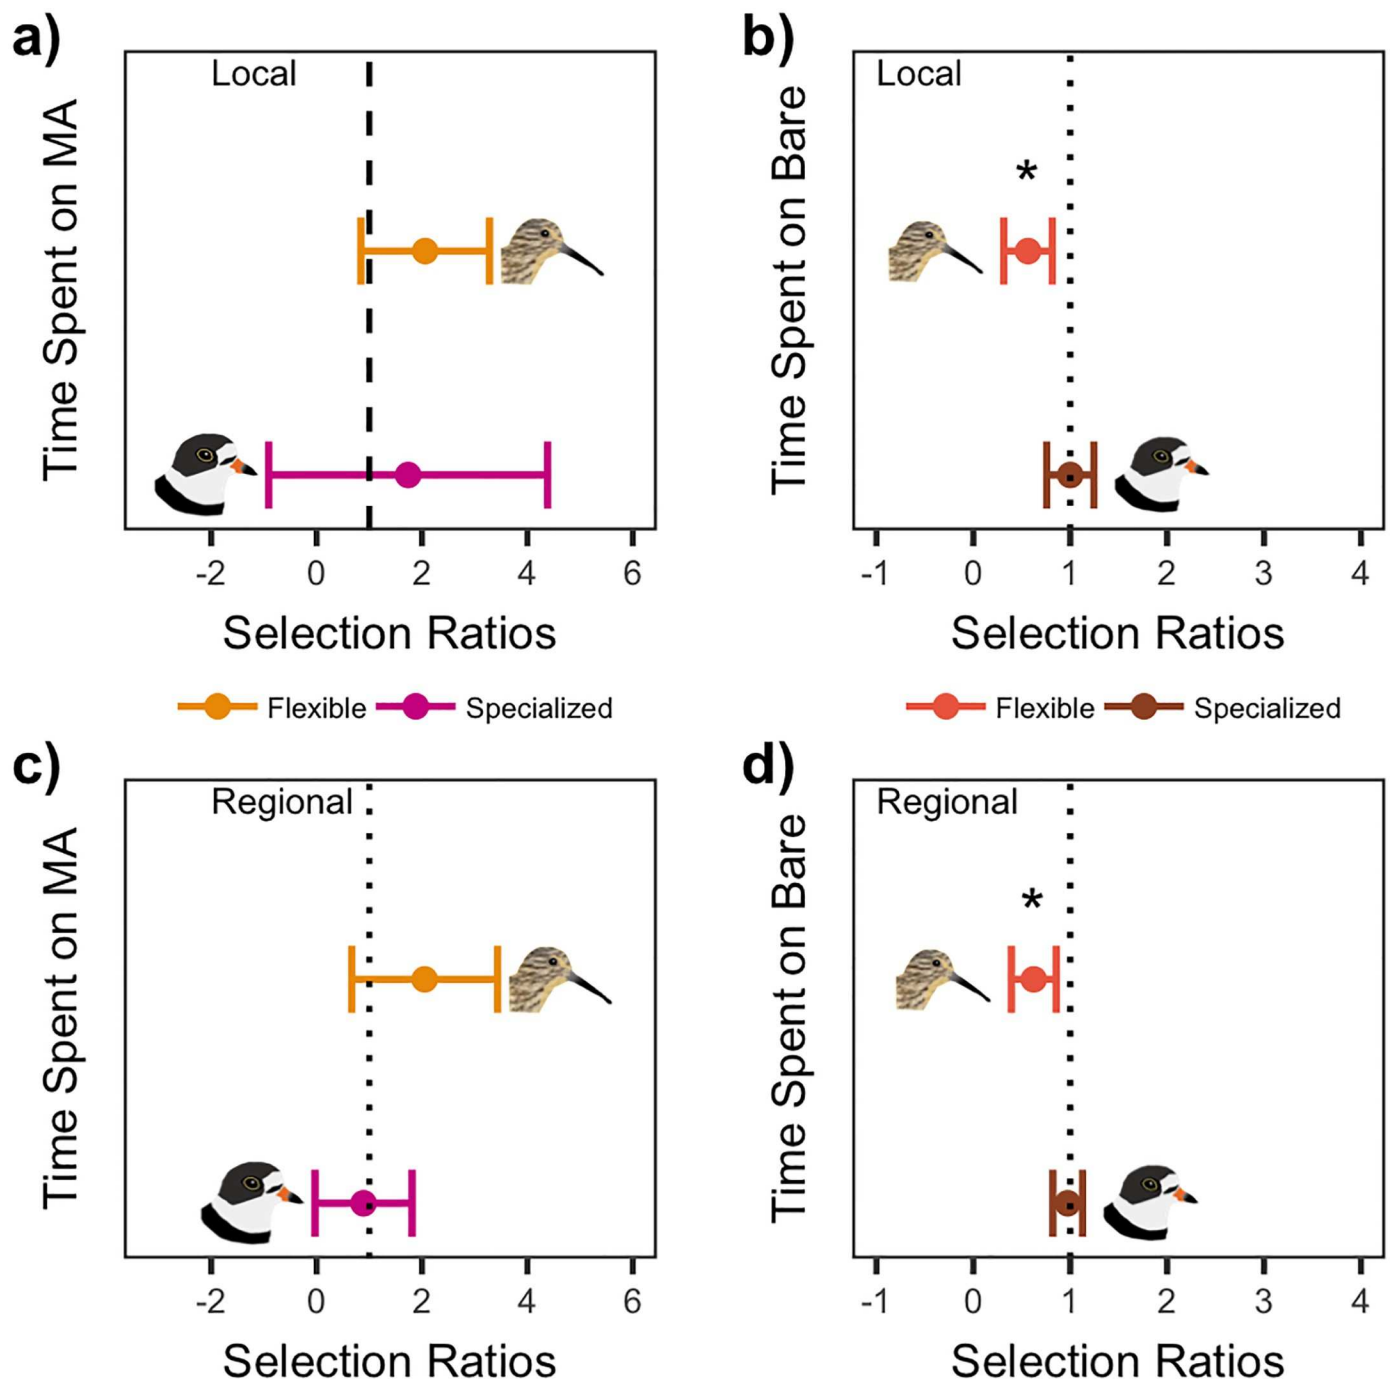 a)
Local
Time Spent on MA
-2 0 2 4 6
Selection Ratios
Flexible Specialized
b)
Local
*
Time Spent on Bare
-1 0 1 2 3 4
Selection Ratios
Flexible Specialized
c)
Regional
Time Spent on MA
-2 0 2 4 6
Selection Ratios
d)
Regional
*
Time Spent on Bare
-1 0 1 2 3 4
Selection Ratios